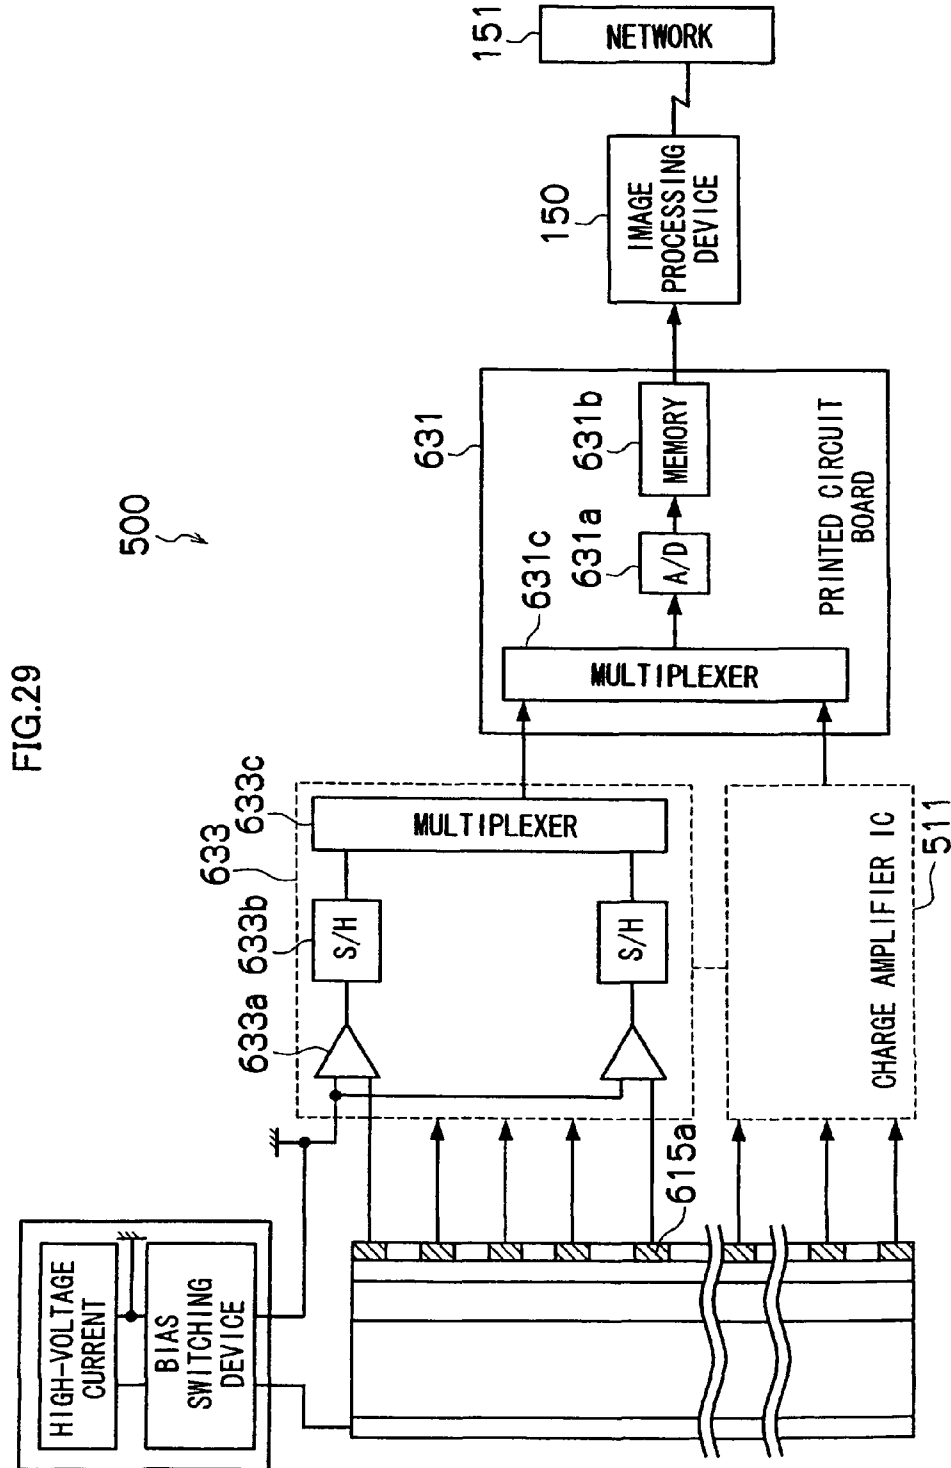 FIG.29
500
HIGH-VOLTAGE
CURRENT
BIAS
SWITCHING
DEVICE
615a
633
633a
633b
633c
S/H
S/H
MULTIPLEXER
CHARGE AMPLIFIER IC
511
631
631c
MULTIPLEXER
631a
A/D
631b
MEMORY
PRINTED CIRCUIT
BOARD
150
IMAGE
PROCESSING
DEVICE
151
NETWORK